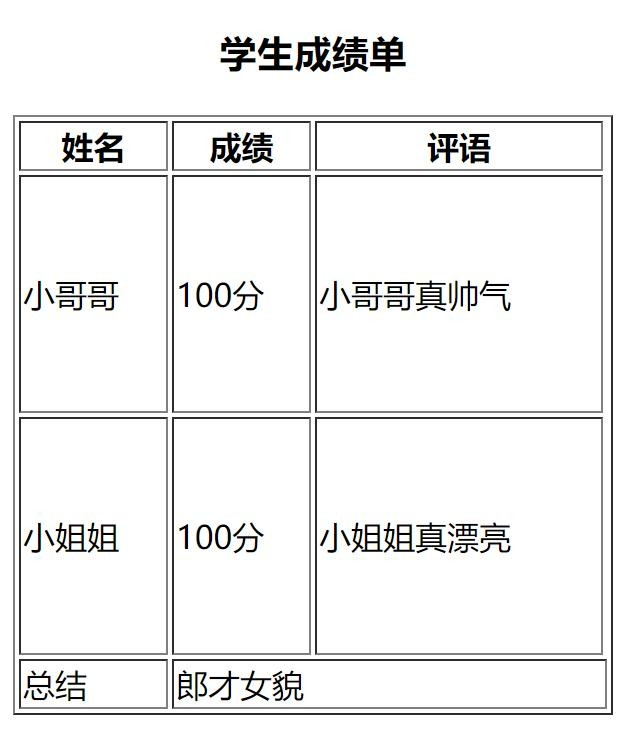 学生成绩单
姓名 成绩 评语
小哥哥 100分 小哥哥真帅气
小姐姐 100分 小姐姐真漂亮
总结 郎才女貌